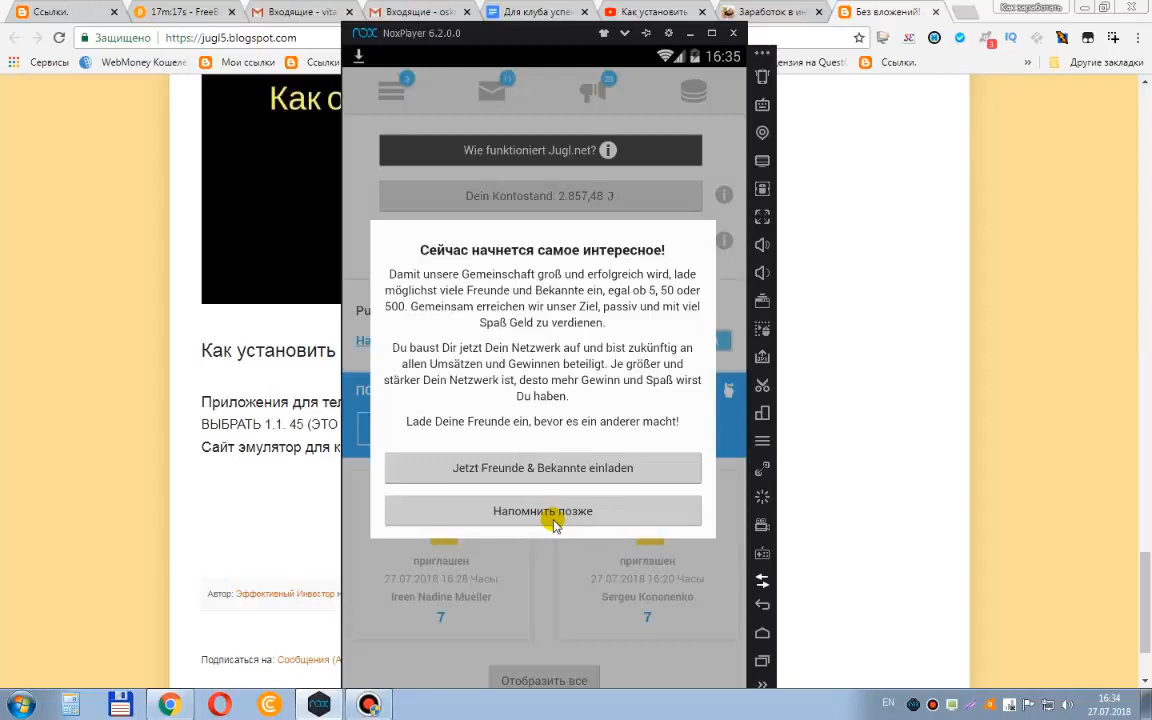 Ссылки.
17m:17s - FreeB
Входящие - vita
Входящие - osk
Для клуба успе
Как установить
Заработок в ин
Без вложений!
Как заработать
Защищено
https://jugl5.blogspot.com
NoxPlayer 6.2.0.0
Сервисы
WebMoney Кошеле
Мои ссылки
Ссылки.
Другие закладки
16:35
Как о
Wie funktioniert Jugl.net?
Dein Kontostand: 2.857,48
Сейчас начнется самое интересное!
Damit unsere Gemeinschaft groß und erfolgreich wird, lade
möglichst viele Freunde und Bekannte ein, egal ob 5, 50 oder
500. Gemeinsam erreichen wir unser Ziel, passiv und mit viel
Spaß Geld zu verdienen.
Du baust Dir jetzt Dein Netzwerk auf und bist zukünftig an
allen Umsätzen und Gewinnen beteiligt. Je größer und
stärker Dein Netzwerk ist, desto mehr Gewinn und Spaß wirst
Du haben.
Lade Deine Freunde ein, bevor es ein anderer macht!
Jetzt Freunde & Bekannte einladen
Напомнить позже
Как установить
Приложения для тел
ВЫБРАТЬ 1.1. 45 (ЭТО
Сайт эмулятор для к
приглашен
27.07.2018 16:28 Часы
Ireen Nadine Mueller
7
приглашен
27.07.2018 16:20 Часы
Sergeu Kononenko
7
Отобразить все
Автор: Эффективный Инвестор
Подписаться на: Сообщения (A
EN
16:34
27.07.2018